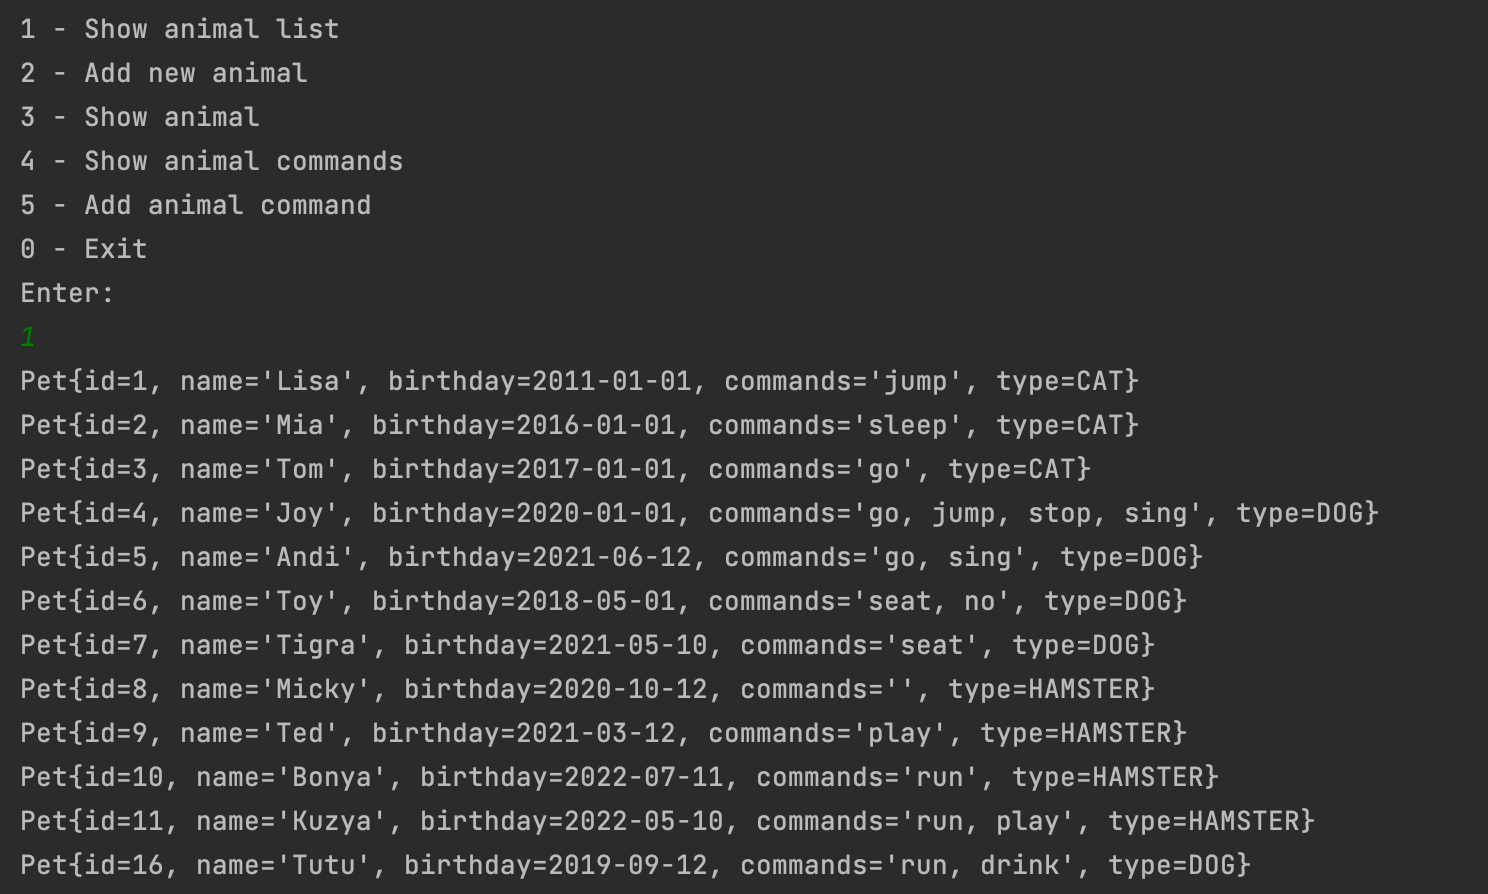 1 - Show animal list
2 - Add new animal
3 - Show animal
4 - Show animal commands
5 - Add animal command
0 - Exit
Enter:
1
Pet{id=1, name='Lisa', birthday=2011-01-01, commands='jump', type=CAT}
Pet{id=2, name='Mia', birthday=2016-01-01, commands='sleep', type=CAT}
Pet{id=3, name='Tom', birthday=2017-01-01, commands='go', type=CAT}
Pet{id=4, name='Joy', birthday=2020-01-01, commands='go, jump, stop, sing', type=DOG}
Pet{id=5, name='Andi', birthday=2021-06-12, commands='go, sing', type=DOG}
Pet{id=6, name='Toy', birthday=2018-05-01, commands='seat, no', type=DOG}
Pet{id=7, name='Tigra', birthday=2021-05-10, commands='seat', type=DOG}
Pet{id=8, name='Micky', birthday=2020-10-12, commands='', type=HAMSTER}
Pet{id=9, name='Ted', birthday=2021-03-12, commands='play', type=HAMSTER}
Pet{id=10, name='Bonya', birthday=2022-07-11, commands='run', type=HAMSTER}
Pet{id=11, name='Kuzya', birthday=2022-05-10, commands='run, play', type=HAMSTER}
Pet{id=16, name='Tutu', birthday=2019-09-12, commands='run, drink', type=DOG}